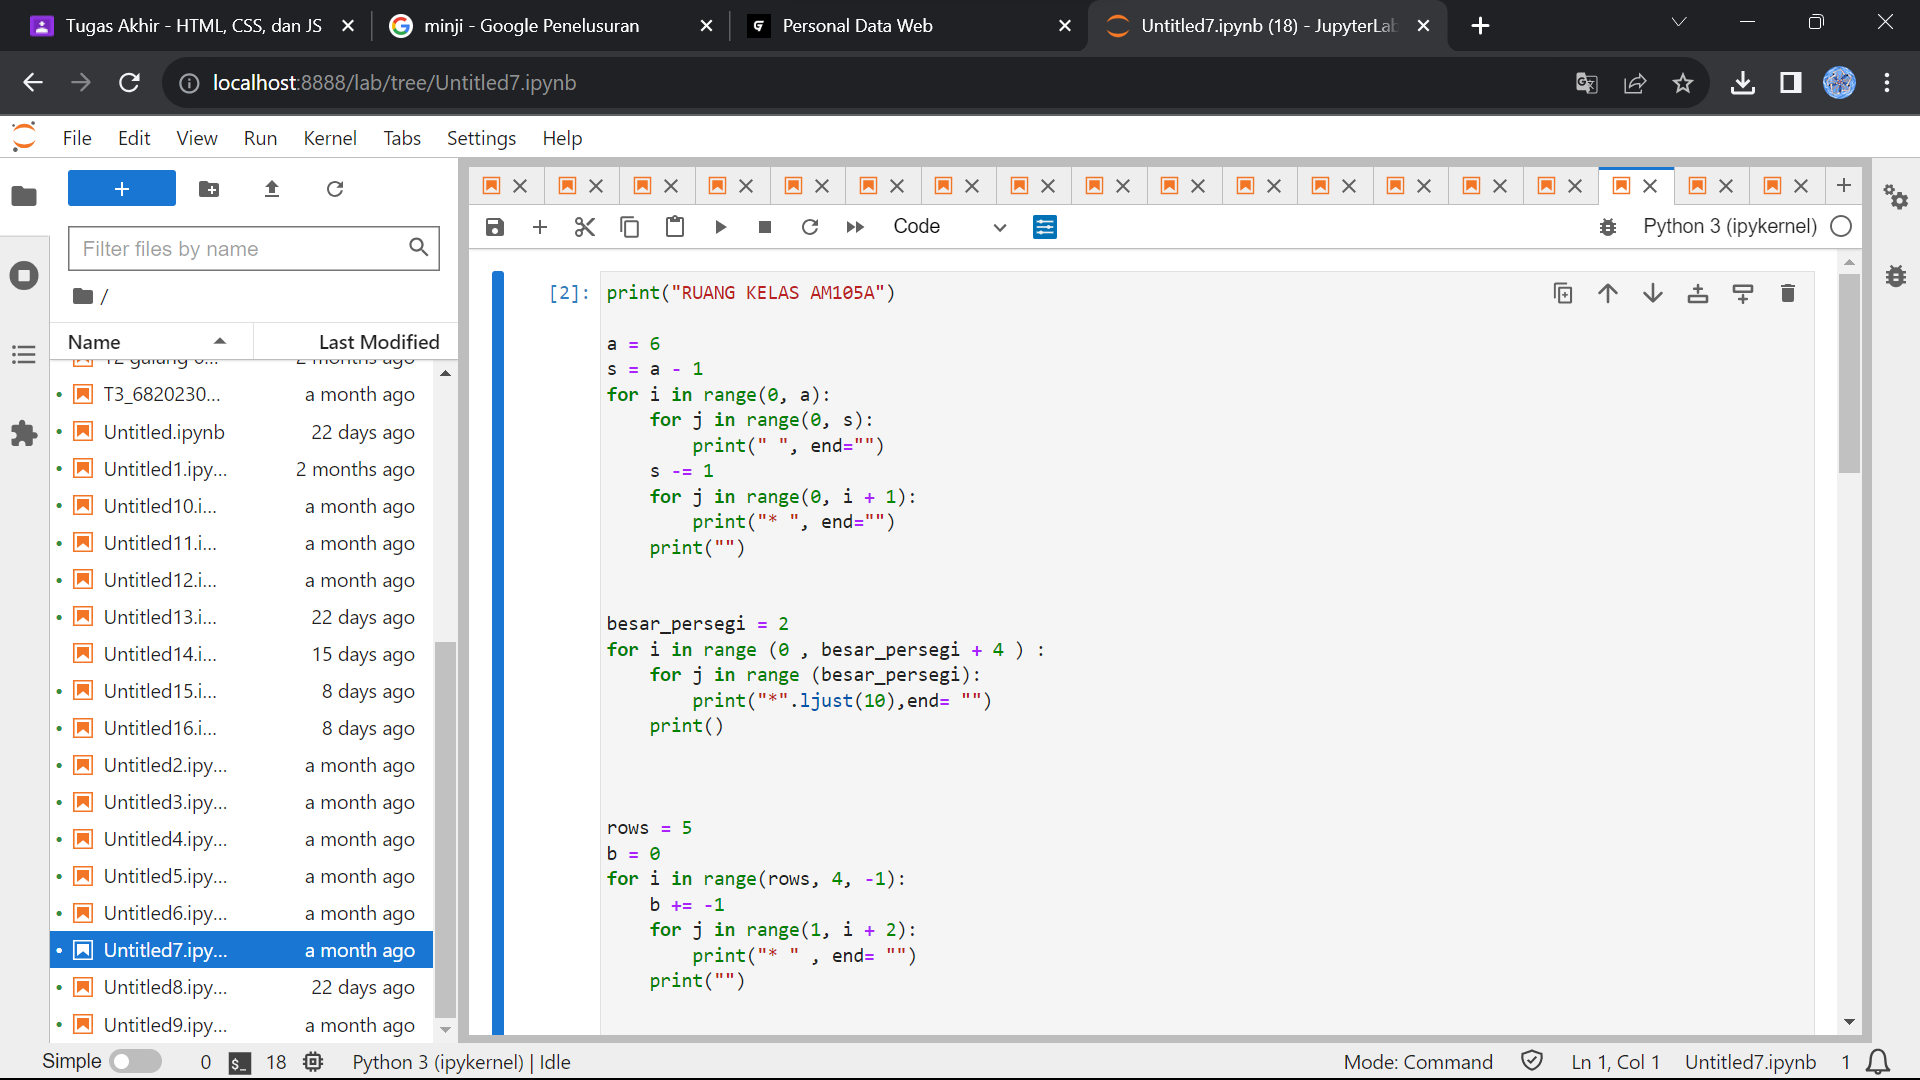 Tugas Akhir - HTML, CSS, dan JS
minji - Google Penelusuran
Personal Data Web
Untitled7.ipynb (18) - JupyterLab
localhost:8888/lab/tree/Untitled7.ipynb
File Edit View Run Kernel Tabs Settings Help
Filter files by name
/
Name Last Modified
T3_6820230... a month ago
Untitled.ipynb 22 days ago
Untitled1.ipy... 2 months ago
Untitled10.i... a month ago
Untitled11.i... a month ago
Untitled12.i... a month ago
Untitled13.i... 22 days ago
Untitled14.i... 15 days ago
Untitled15.i... 8 days ago
Untitled16.i... 8 days ago
Untitled2.ipy... a month ago
Untitled3.ipy... a month ago
Untitled4.ipy... a month ago
Untitled5.ipy... a month ago
Untitled6.ipy... a month ago
Untitled7.ipy... a month ago
Untitled8.ipy... 22 days ago
Untitled9.ipy... a month ago
Code Python 3 (ipykernel)
[2]: print("RUANG KELAS AM105A")
a = 6
s = a - 1
for i in range(0, a):
    for j in range(0, s):
        print(" ", end="")
    s -= 1
    for j in range(0, i + 1):
        print("* ", end="")
    print("")
besar_persegi = 2
for i in range (0 , besar_persegi + 4 ) :
    for j in range (besar_persegi):
        print("*".ljust(10),end= "")
    print()
rows = 5
b = 0
for i in range(rows, 4, -1):
    b += -1
    for j in range(1, i + 2):
        print("* " , end= "")
    print("")
Simple 0 $_ 18 Python 3 (ipykernel) | Idle Mode: Command Ln 1, Col 1 Untitled7.ipynb 1